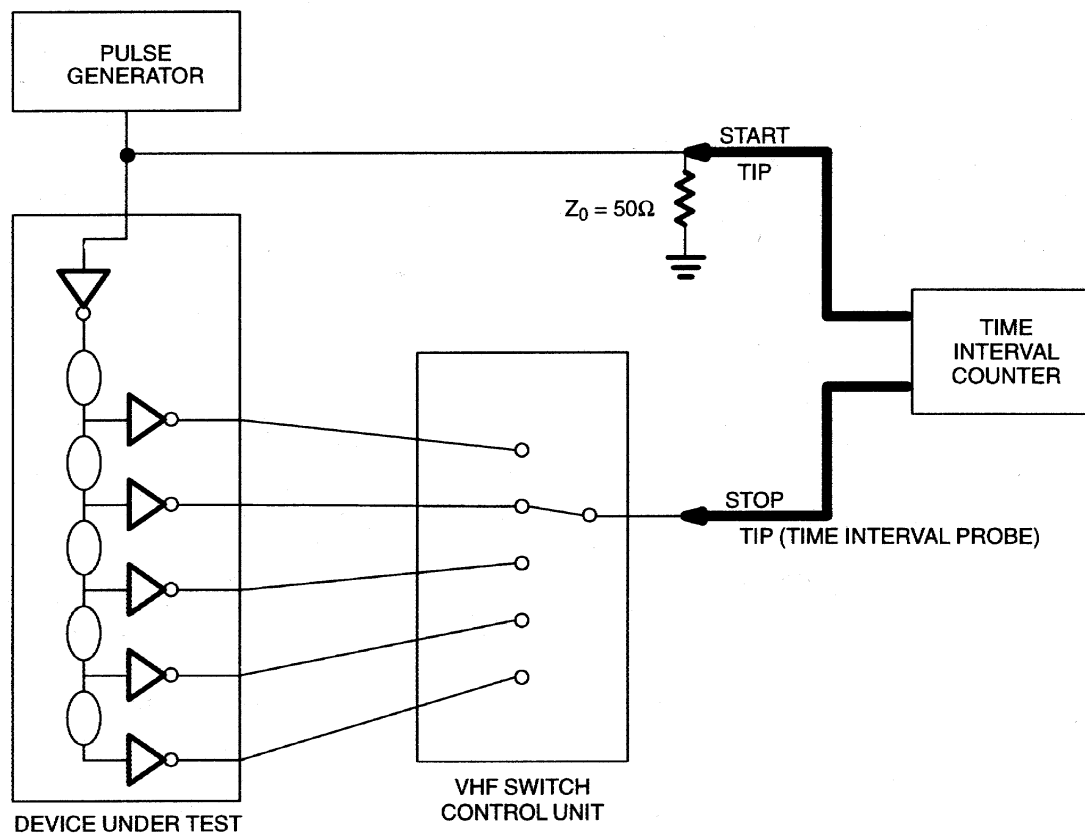 PULSE
GENERATOR
START
TIP
Z₀ = 50Ω
TIME
INTERVAL
COUNTER
STOP
TIP (TIME INTERVAL PROBE)
VHF SWITCH
CONTROL UNIT
DEVICE UNDER TEST